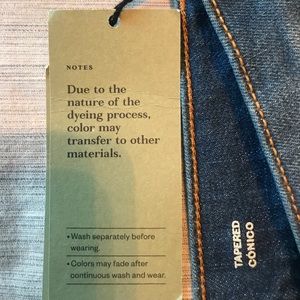 NOTES
Due to the
nature of the
dyeing process,
color may
transfer to other
materials.
• Wash separately before
wearing.
• Colors may fade after
continuous wash and wear.
TAPERED
CÓNICO